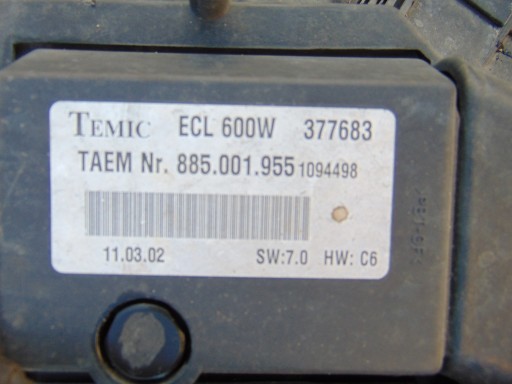 TEMIC ECL 600W 377683
TAEM Nr. 885.001.955 1094498
11.03.02 SW:7.0 HW: C6